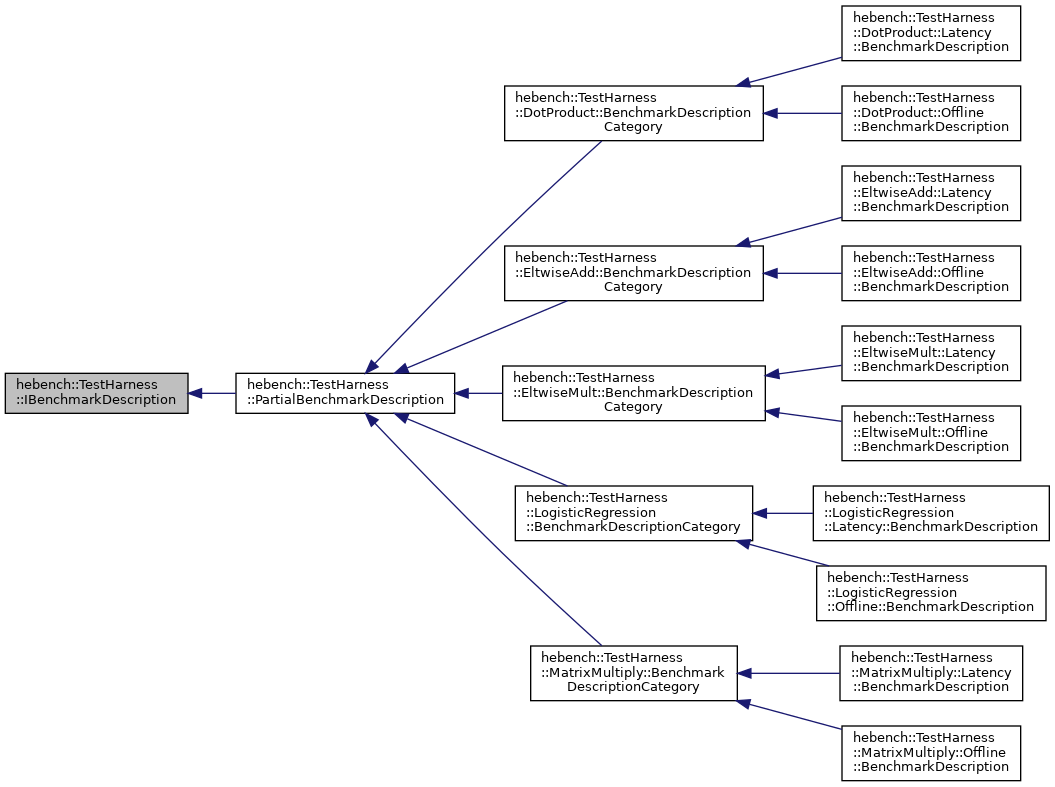 hebench::TestHarness
::IBenchmarkDescription
hebench::TestHarness
::PartialBenchmarkDescription
hebench::TestHarness
::DotProduct::BenchmarkDescription
Category
hebench::TestHarness
::DotProduct::Latency
::BenchmarkDescription
hebench::TestHarness
::DotProduct::Offline
::BenchmarkDescription
hebench::TestHarness
::EltwiseAdd::BenchmarkDescription
Category
hebench::TestHarness
::EltwiseAdd::Latency
::BenchmarkDescription
hebench::TestHarness
::EltwiseAdd::Offline
::BenchmarkDescription
hebench::TestHarness
::EltwiseMult::BenchmarkDescription
Category
hebench::TestHarness
::EltwiseMult::Latency
::BenchmarkDescription
hebench::TestHarness
::EltwiseMult::Offline
::BenchmarkDescription
hebench::TestHarness
::LogisticRegression
::BenchmarkDescriptionCategory
hebench::TestHarness
::LogisticRegression
::Latency::BenchmarkDescription
hebench::TestHarness
::LogisticRegression
::Offline::BenchmarkDescription
hebench::TestHarness
::MatrixMultiply::Benchmark
DescriptionCategory
hebench::TestHarness
::MatrixMultiply::Latency
::BenchmarkDescription
hebench::TestHarness
::MatrixMultiply::Offline
::BenchmarkDescription